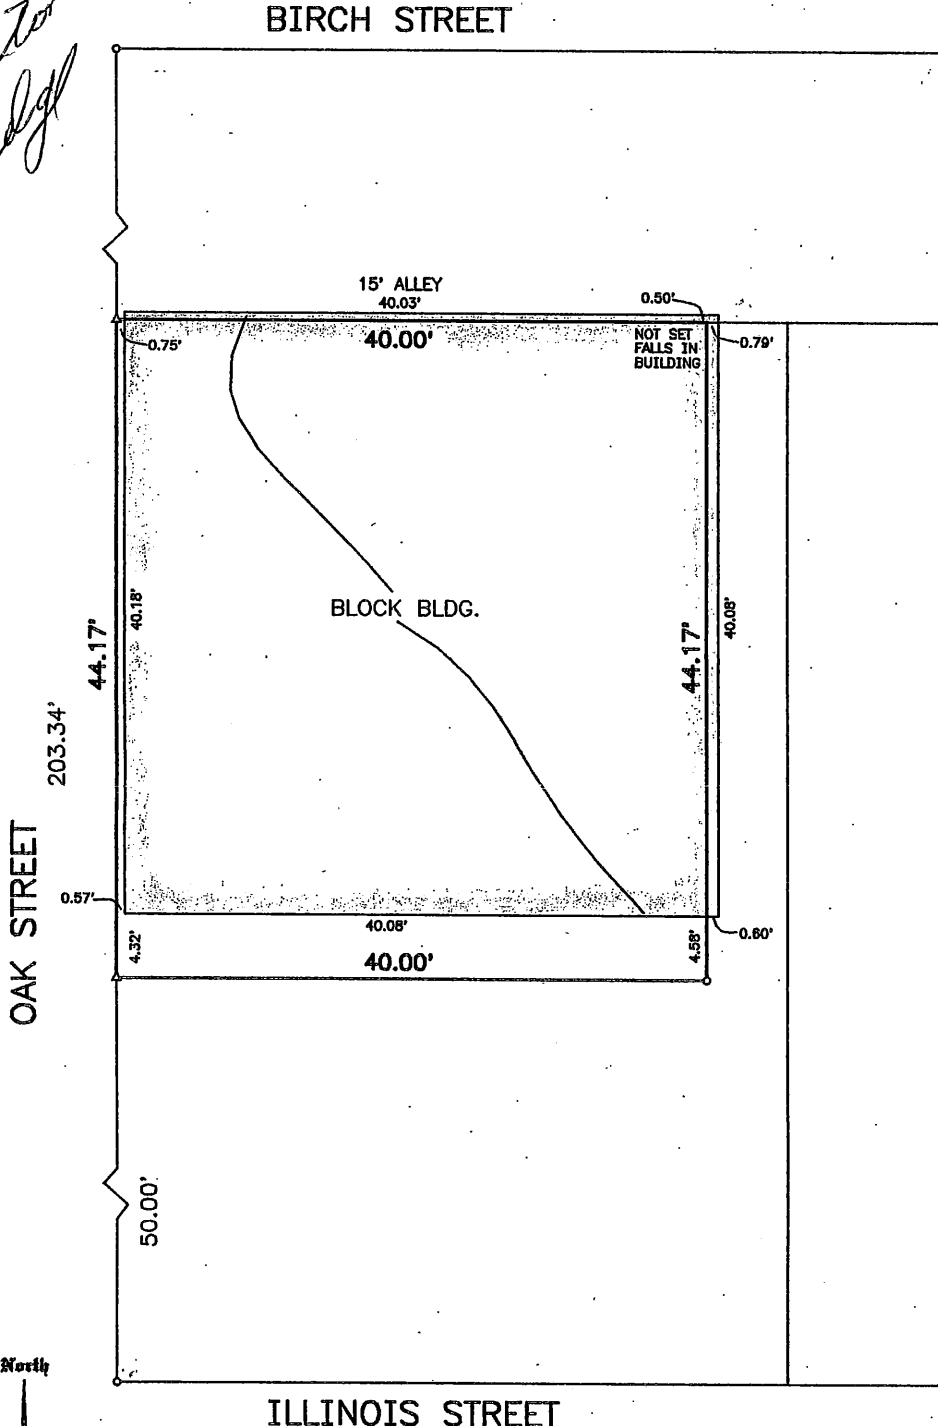 BIRCH STREET
15' ALLEY
40.03'
0.50'
40.00'
NOT SET
FALLS IN
BUILDING
0.75'
0.79'
BLOCK BLDG.
40.18'
44.17'
44.17'
40.08'
203.34'
OAK STREET
0.57'
40.08'
0.60'
4.32'
4.58'
40.00'
50.00'
North
ILLINOIS STREET